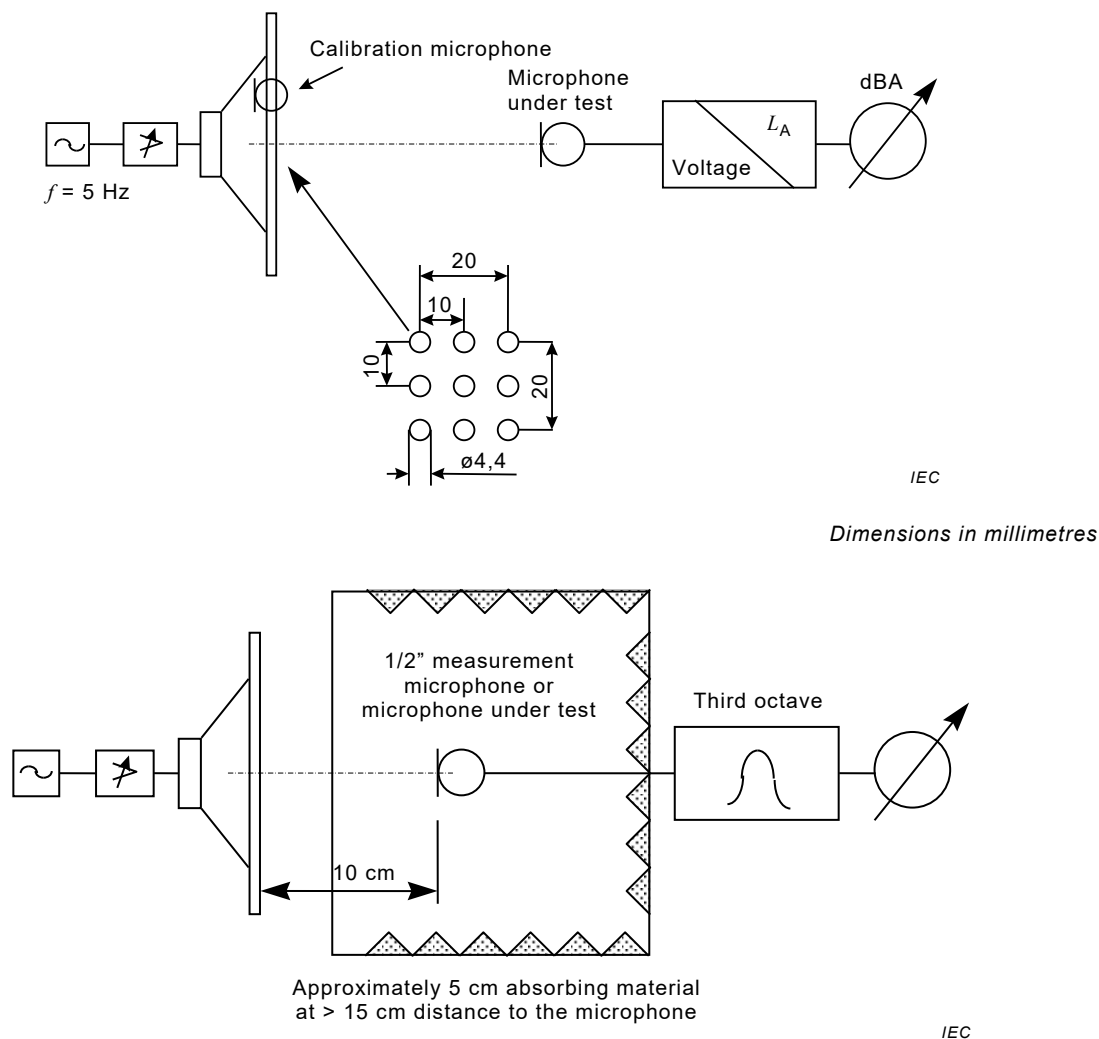 Calibration microphone
Microphone
under test
dBA
L_A
Voltage
f = 5 Hz
20
10
10
20
ø4,4
IEC
Dimensions in millimetres
1/2” measurement
microphone or
microphone under test
Third octave
10 cm
Approximately 5 cm absorbing material
at > 15 cm distance to the microphone
IEC